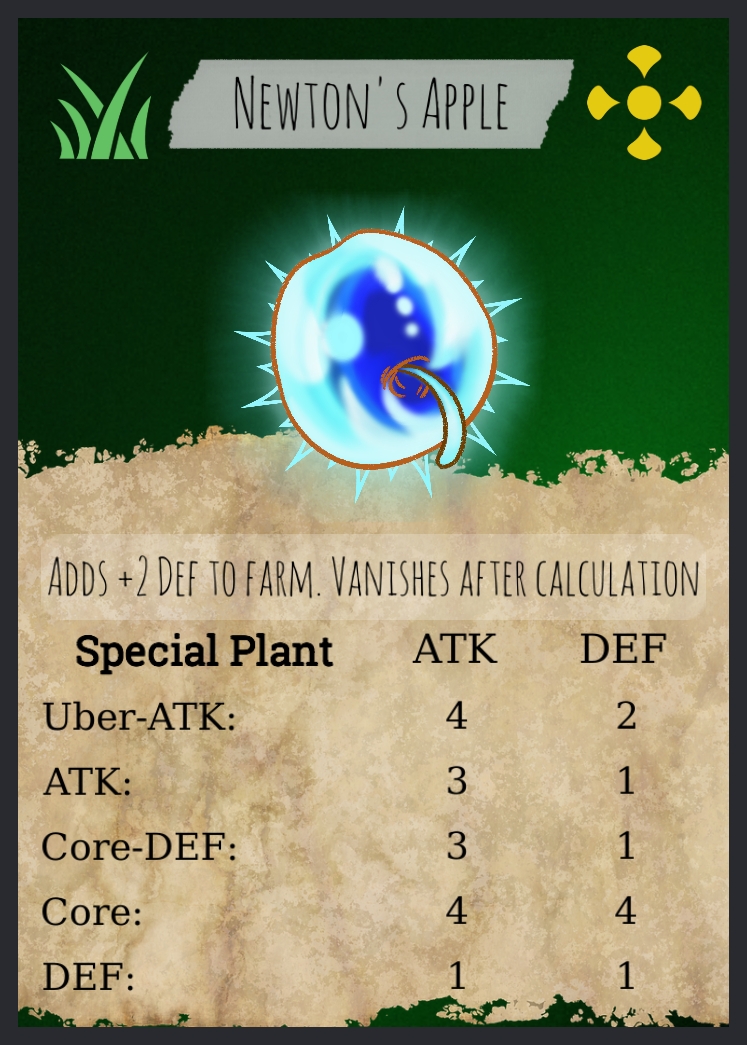 Newton's Apple
Adds +2 Def to farm. Vanishes after calculation
Special Plant ATK DEF
Uber-ATK: 4 2
ATK: 3 1
Core-DEF: 3 1
Core: 4 4
DEF: 1 1